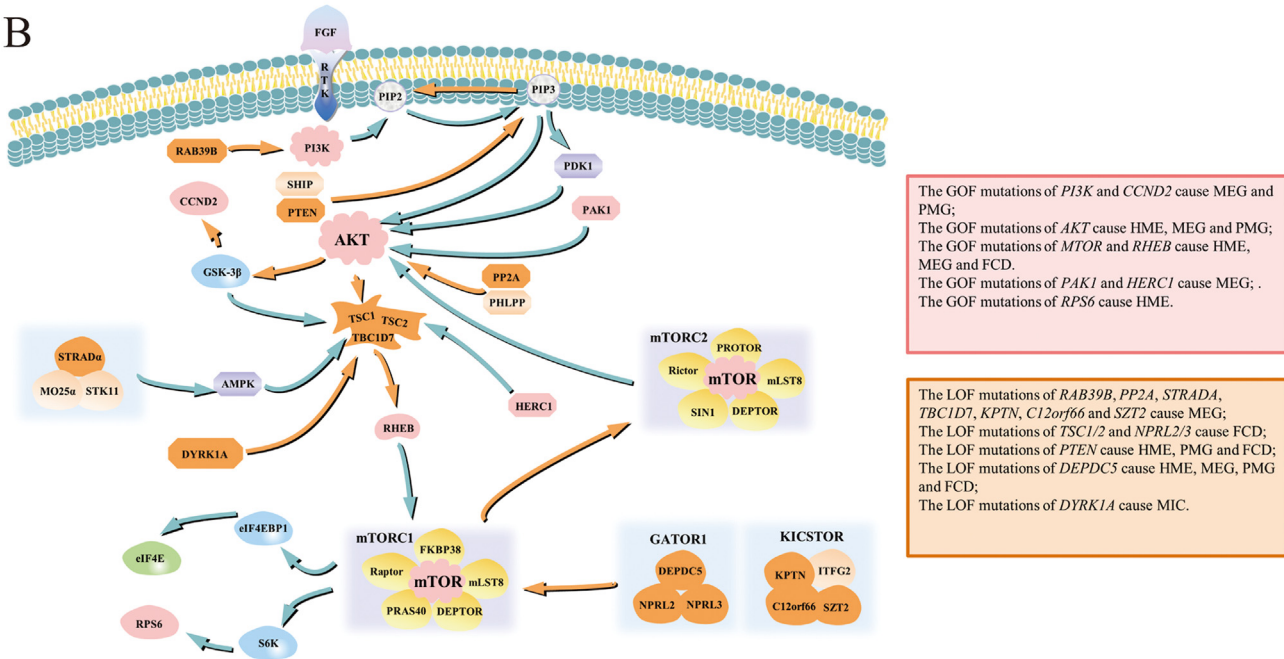 B
FGF
R
T
K
PIP2
PIP3
RAB39B
PI3K
PDK1
SHIP
PTEN
CCND2
PAK1
AKT
GSK-3β
PP2A
PHLPP
TSC1
TSC2
TBC1D7
STRADα
MO25α
STK11
AMPK
mTORC2
PROTOR
Rictor
mTOR
mLST8
SIN1
DEPTOR
HERC1
RHEB
DYRK1A
eIF4EBP1
eIF4E
mTORC1
FKBP38
Raptor
mTOR
mLST8
PRAS40
DEPTOR
RPS6
S6K
GATOR1
DEPDC5
NPRL2
NPRL3
KICSTOR
KPTN
ITFG2
C12orf66
SZT2
The GOF mutations of PI3K and CCND2 cause MEG and
PMG;
The GOF mutations of AKT cause HME, MEG and PMG;
The GOF mutations of MTOR and RHEB cause HME,
MEG and FCD.
The GOF mutations of PAK1 and HERC1 cause MEG; .
The GOF mutations of RPS6 cause HME.
The LOF mutations of RAB39B, PP2A, STRADA,
TBC1D7, KPTN, C12orf66 and SZT2 cause MEG;
The LOF mutations of TSC1/2 and NPRL2/3 cause FCD;
The LOF mutations of PTEN cause HME, PMG and FCD;
The LOF mutations of DEPDC5 cause HME, MEG, PMG
and FCD;
The LOF mutations of DYRK1A cause MIC.